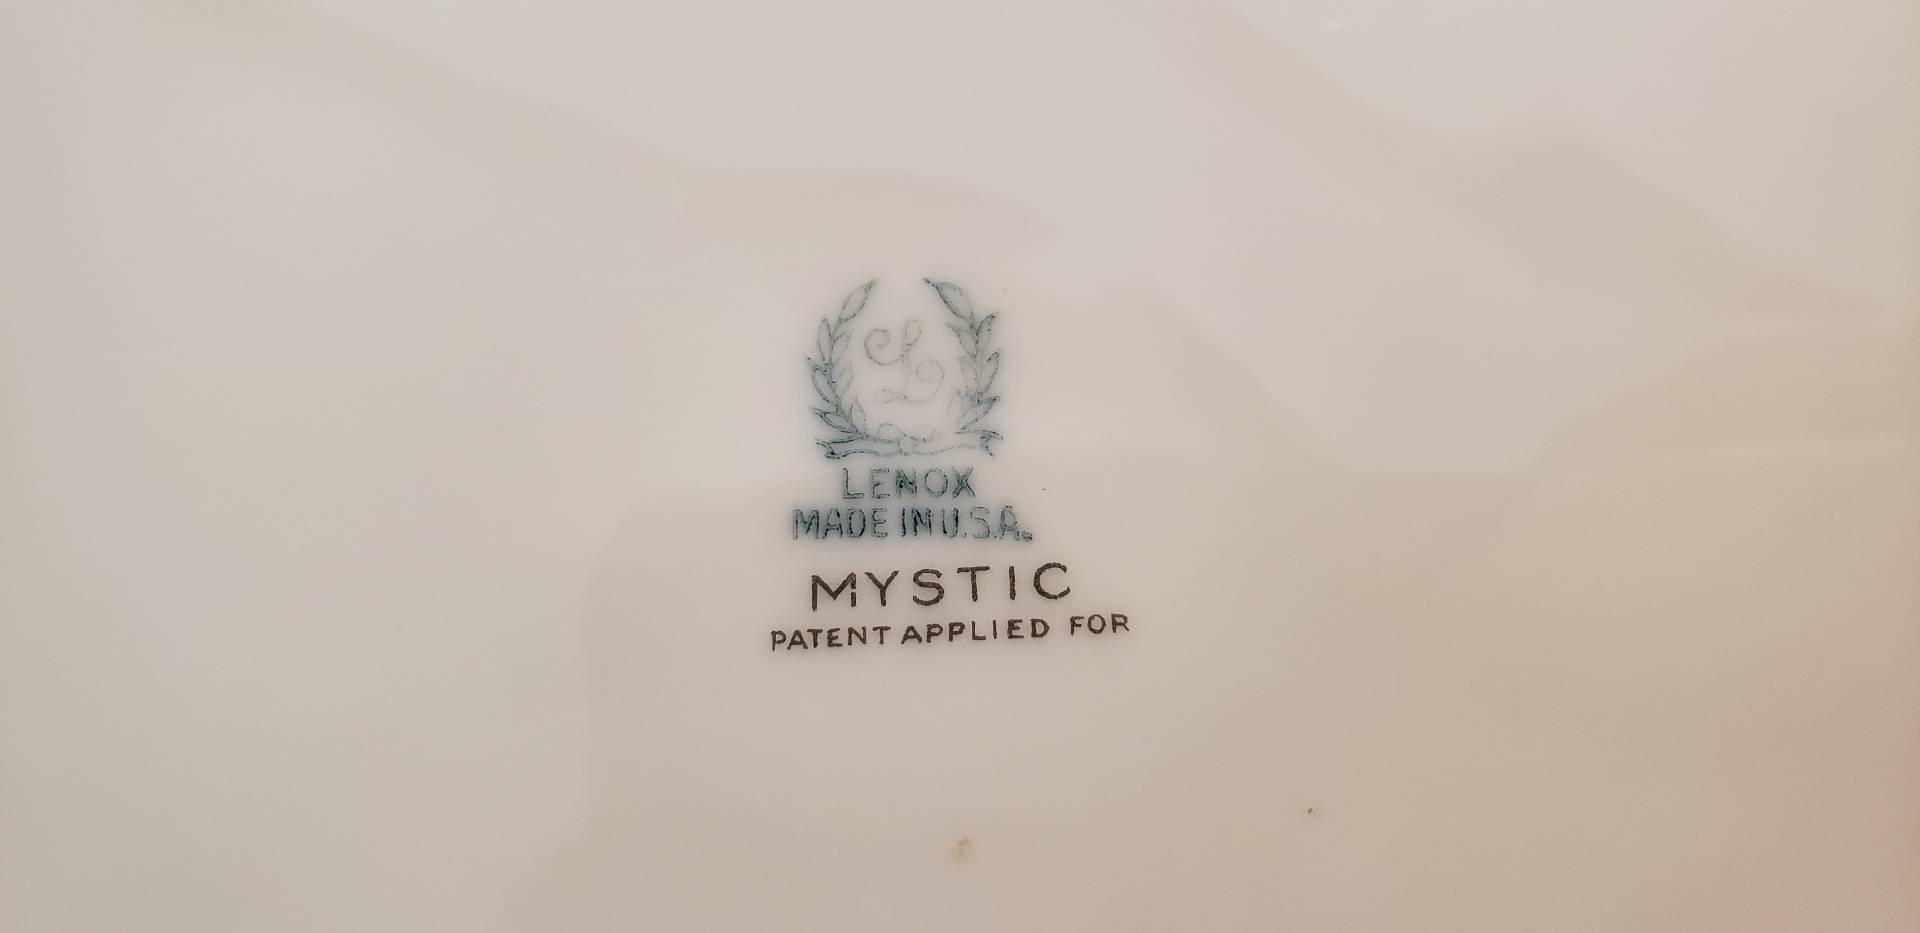 L
LENOX
MADE IN U.S.A.
MYSTIC
PATENT APPLIED FOR